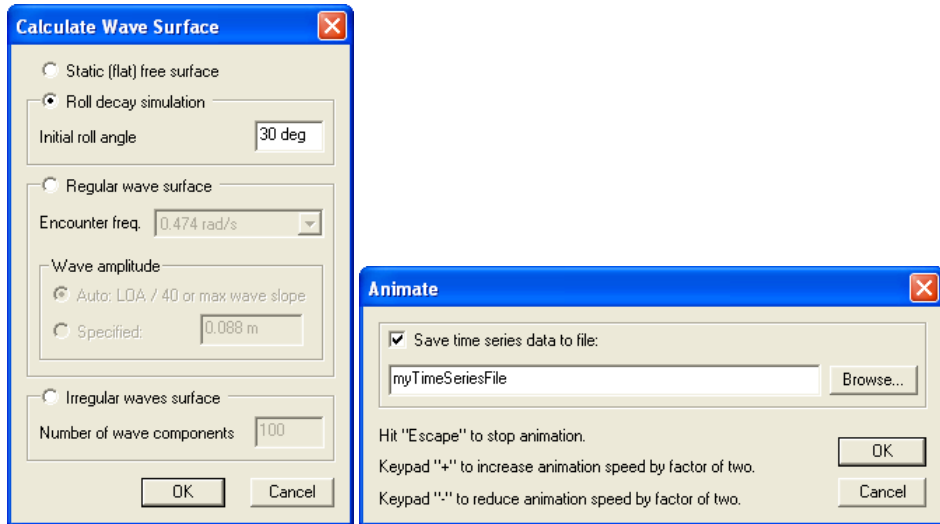 Calculate Wave Surface
Static (flat) free surface
Roll decay simulation
Initial roll angle 30 deg
Regular wave surface
Encounter freq. 0.474 rad/s
Wave amplitude
Auto: LOA / 40 or max wave slope
Specified: 0.088 m
Irregular waves surface
Number of wave components 100
OK Cancel
Animate
Save time series data to file:
myTimeSeriesFile Browse...
Hit "Escape" to stop animation.
OK
Keypad "+" to increase animation speed by factor of two.
Keypad "-" to reduce animation speed by factor of two.
Cancel